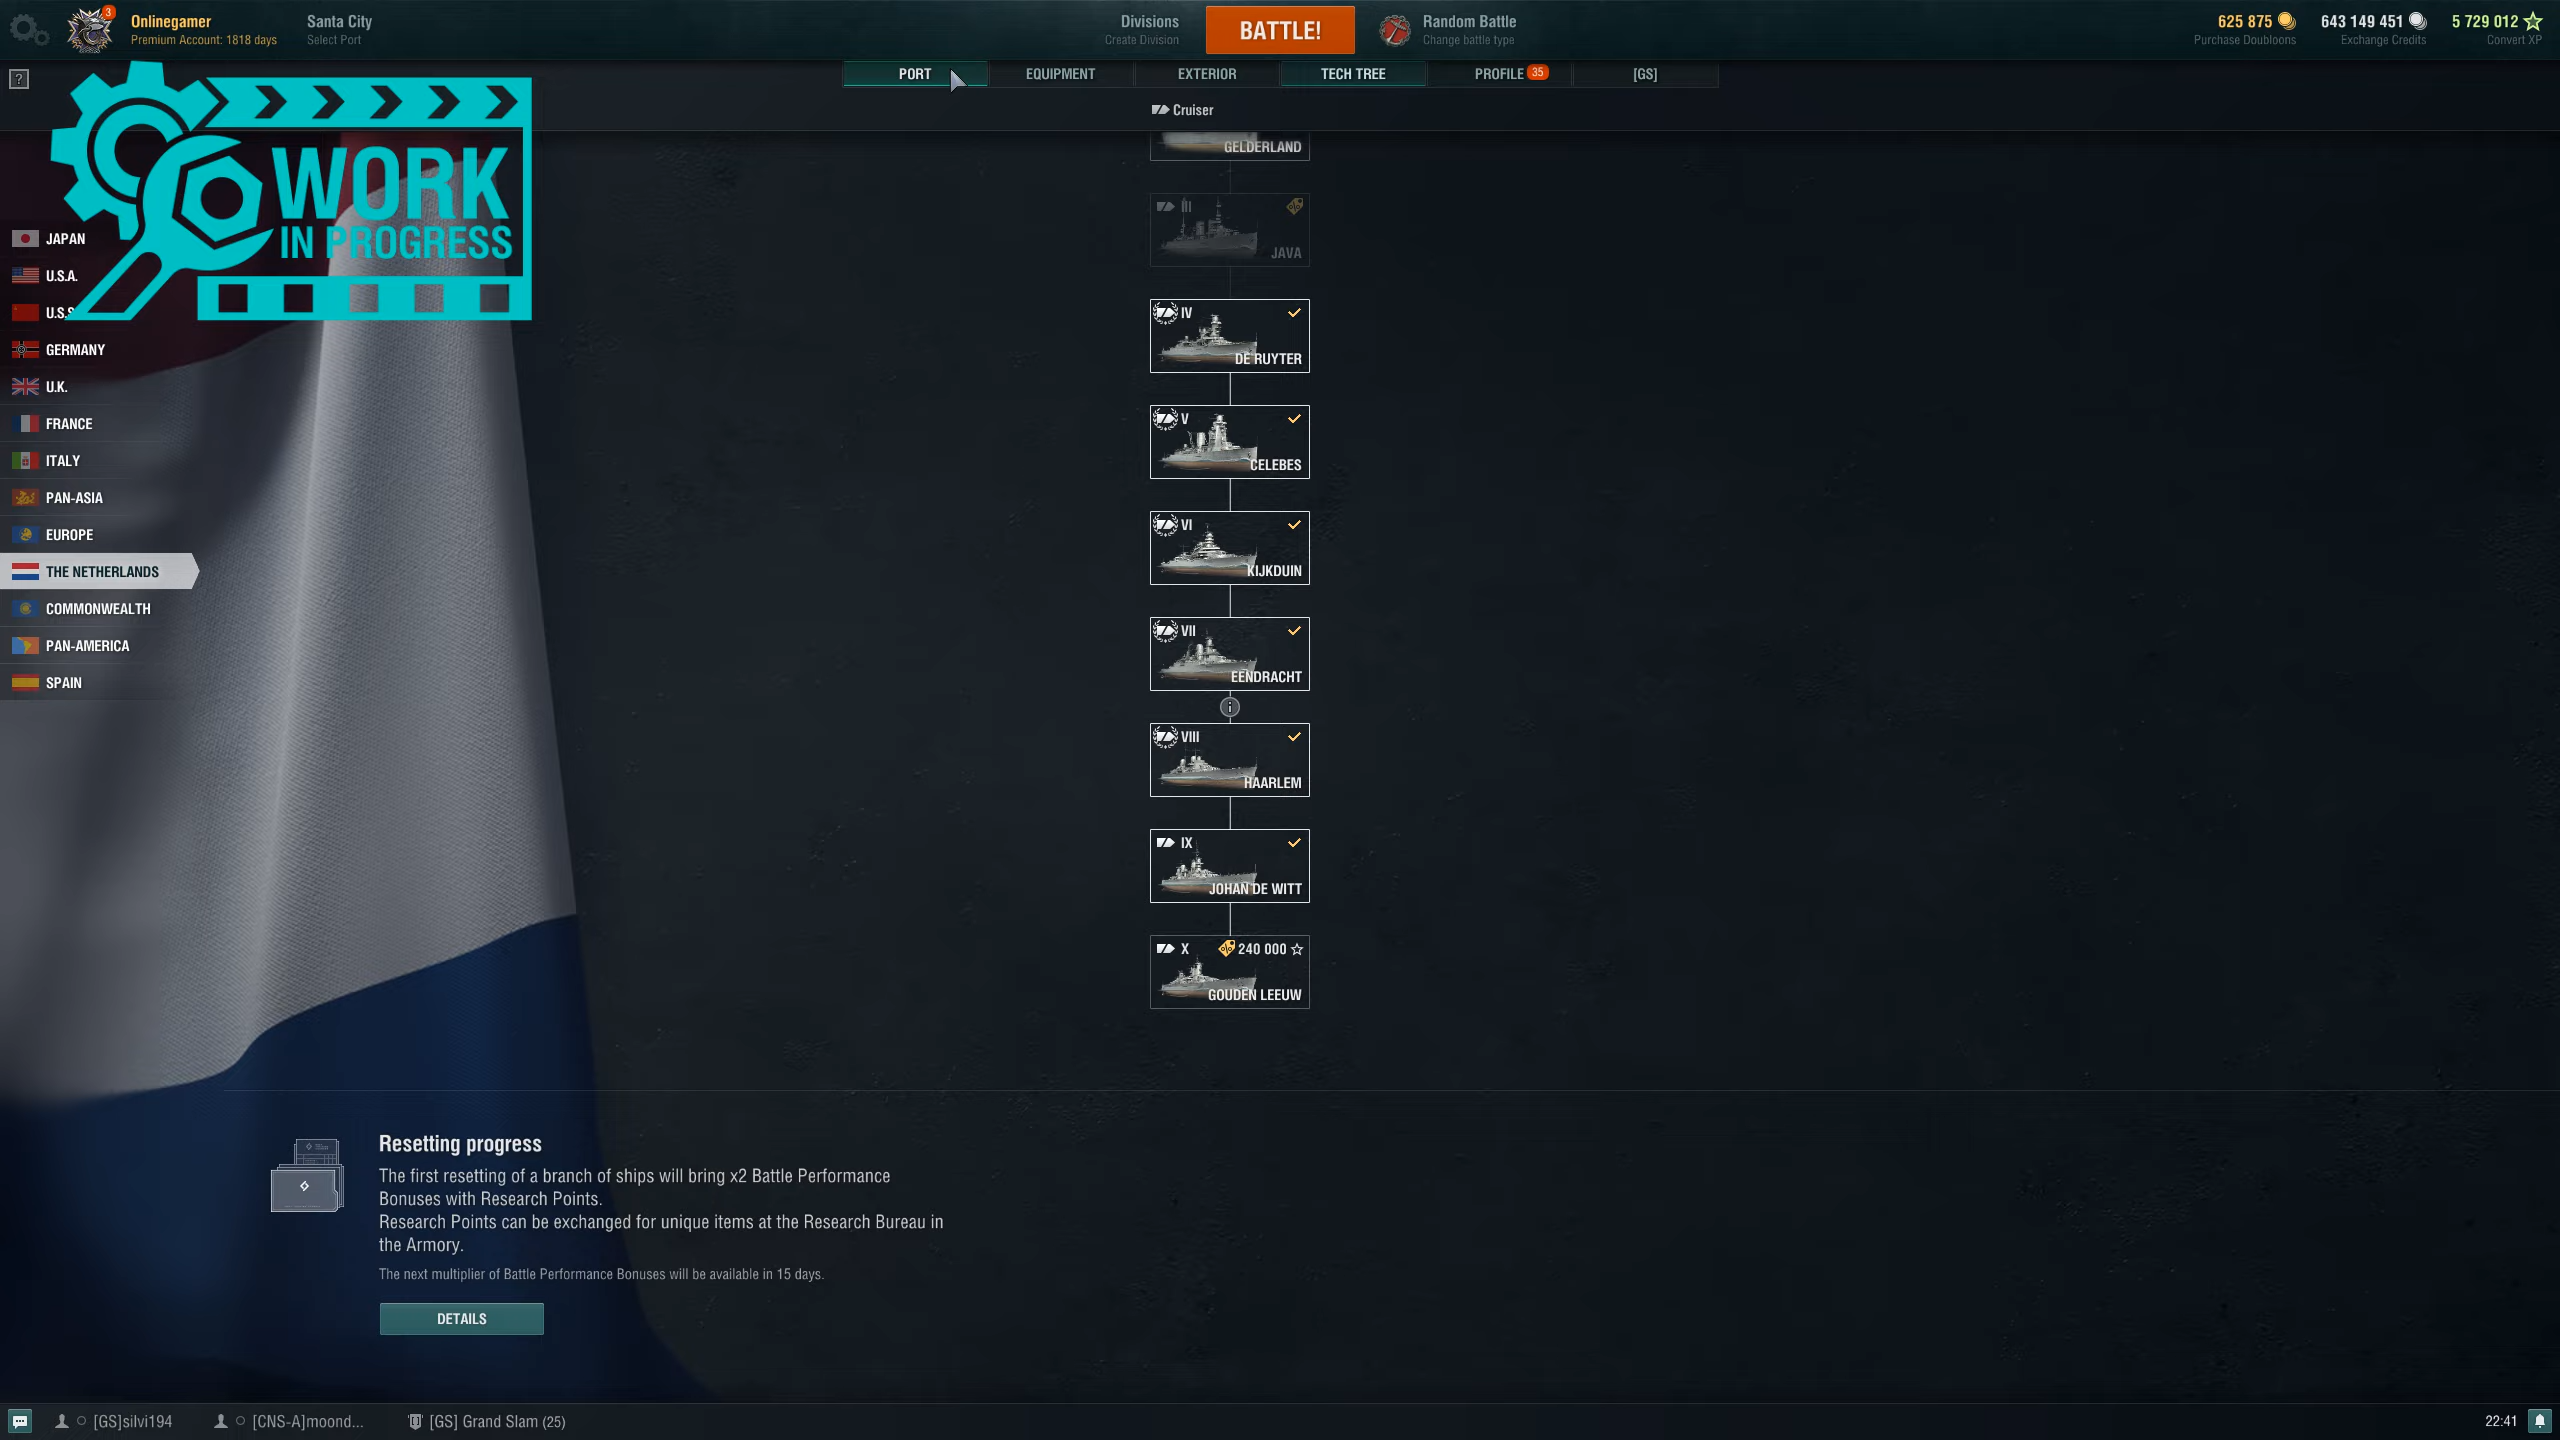 Onlinegamer
Premium Account: 1818 days
3
Santa City
Select Port
Divisions
Create Division
BATTLE!
Random Battle
Change battle type
625 875
Purchase Doubloons
643 149 451
Exchange Credits
5 729 012
Convert XP
?
PORT
EQUIPMENT
EXTERIOR
TECH TREE
PROFILE 35
[GS]
Cruiser
WORK
IN PROGRESS
JAPAN
U.S.A.
U.S.S
GERMANY
U.K.
FRANCE
ITALY
PAN-ASIA
EUROPE
THE NETHERLANDS
COMMONWEALTH
PAN-AMERICA
SPAIN
GELDERLAND
III
JAVA
IV
DE RUYTER
V
CELEBES
VI
KIJKDUIN
VII
EENDRACHT
VIII
HAARLEM
IX
JOHAN DE WITT
X 240 000
GOUDEN LEEUW
Resetting progress
The first resetting of a branch of ships will bring x2 Battle Performance
Bonuses with Research Points.
Research Points can be exchanged for unique items at the Research Bureau in
the Armory.
The next multiplier of Battle Performance Bonuses will be available in 15 days.
DETAILS
[GS]silvi194
[CNS-A]moond...
[GS] Grand Slam (25)
22:41